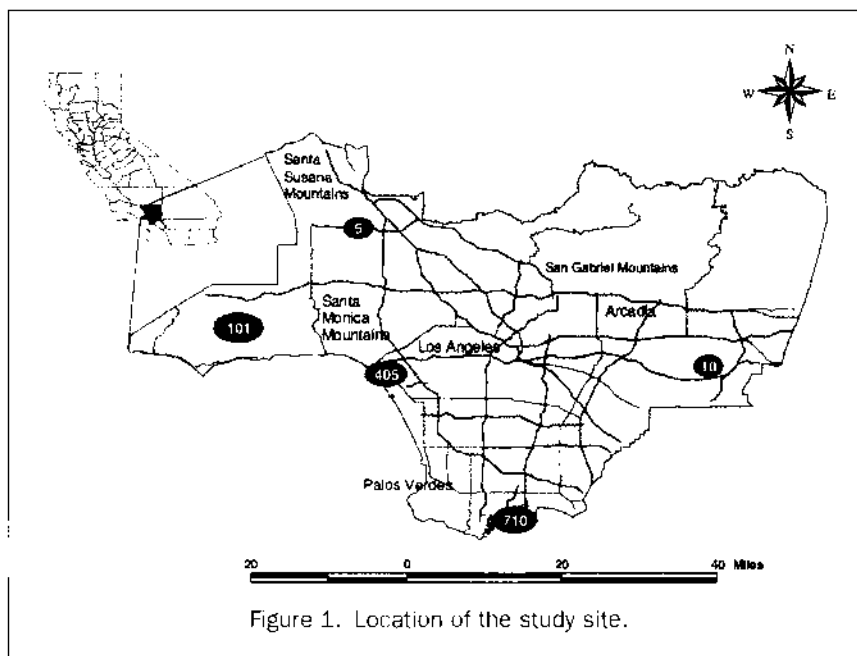 N
W E
S
Santa
Susana
Mountains
5
San Gabriel Mountains
Santa
Monica
Mountains
101
Arcadia
Los Angeles
405
10
Palos Verdes
710
20 0 20 40 Miles
Figure 1. Location of the study site.